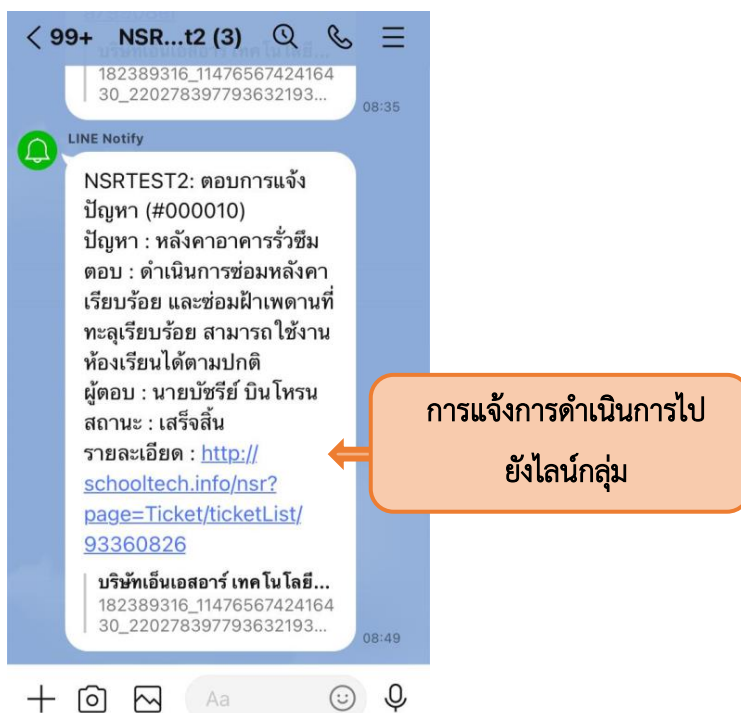 99+ NSR...t2 (3)
182389316_11476567424164
30_220278397793632193...
08:35
LINE Notify
NSRTEST2: ตอบการแจ้ง
ปัญหา (#000010)
ปัญหา : หลังคาอาคารรั่วซึม
ตอบ : ดำเนินการซ่อมหลังคา
เรียบร้อย และซ่อมฝ้าเพดานที่
ทะลุเรียบร้อย สามารถใช้งาน
ห้องเรียนได้ตามปกติ
ผู้ตอบ : นายบัชรีย์ บินโหรน
สถานะ : เสร็จสิ้น
รายละเอียด : http://
schooltech.info/nsr?
page=Ticket/ticketList/
93360826
บริษัทเอ็นเอสอาร์ เทคโนโลยี...
182389316_11476567424164
30_220278397793632193...
08:49
การแจ้งการดำเนินการไป
ยังไลน์กลุ่ม
Aa